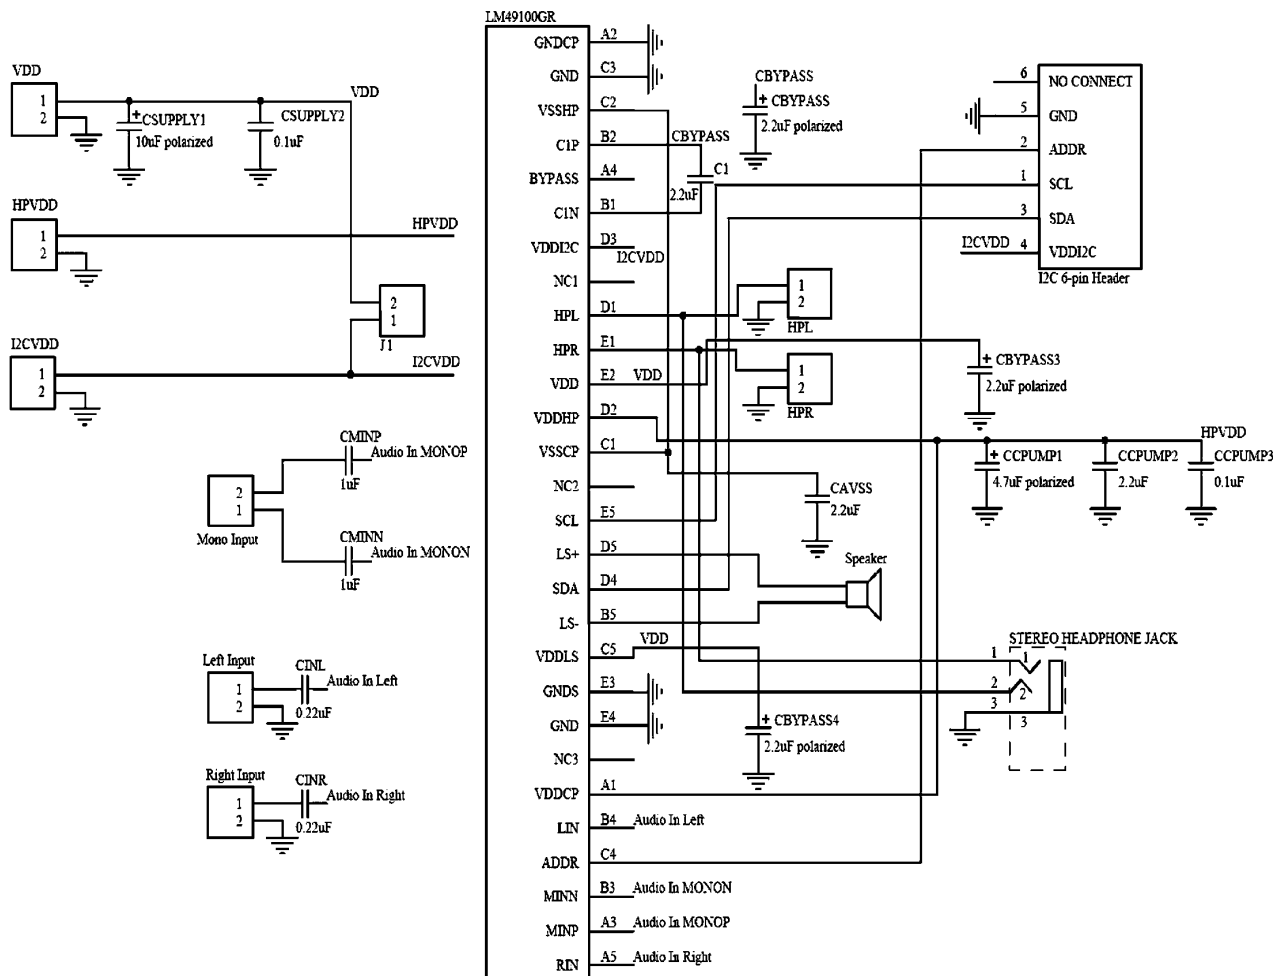 LM49100GR
GNDCP A2
GND C3
VSSHP C2
C1P B2
BYPASS A4
C1N B1
VDDI2C D3
NC1
HPL D1
HPR E1
VDD E2
VDDHP D2
VSSCP C1
NC2
SCL E5
LS+ D5
SDA D4
LS- B5
VDDLS C5
GNDS E3
GND E4
NC3
VDDCP A1
LIN B4 Audio In Left
ADDR C4
MINN B3 Audio In MONON
MINP A3 Audio In MONOP
RIN A5 Audio In Right
VDD
1
2
VDD
+ CSUPPLY1
10uF polarized
CSUPPLY2
0.1uF
HPVDD
1
2
HPVDD
2
1
J1
I2CVDD
1
2
I2CVDD
CMINP
Audio In MONOP
1uF
2
1
Mono Input
CMINN
Audio In MONON
1uF
Left Input
1
2
CINL
Audio In Left
0.22uF
Right Input
1
2
CINR
Audio In Right
0.22uF
CBYPASS
+ CBYPASS
2.2uF polarized
CBYPASS
C1
2.2uF
I2CVDD
6 NO CONNECT
5 GND
2 ADDR
1 SCL
3 SDA
I2CVDD 4 VDDI2C
I2C 6-pin Header
1
2
HPL
1
2
HPR
VDD
+ CBYPASS3
2.2uF polarized
HPVDD
+ CCPUMP1
4.7uF polarized
CCPUMP2
2.2uF
CCPUMP3
0.1uF
CAVSS
2.2uF
Speaker
VDD
+ CBYPASS4
2.2uF polarized
STEREO HEADPHONE JACK
1 1
2 2
3 3